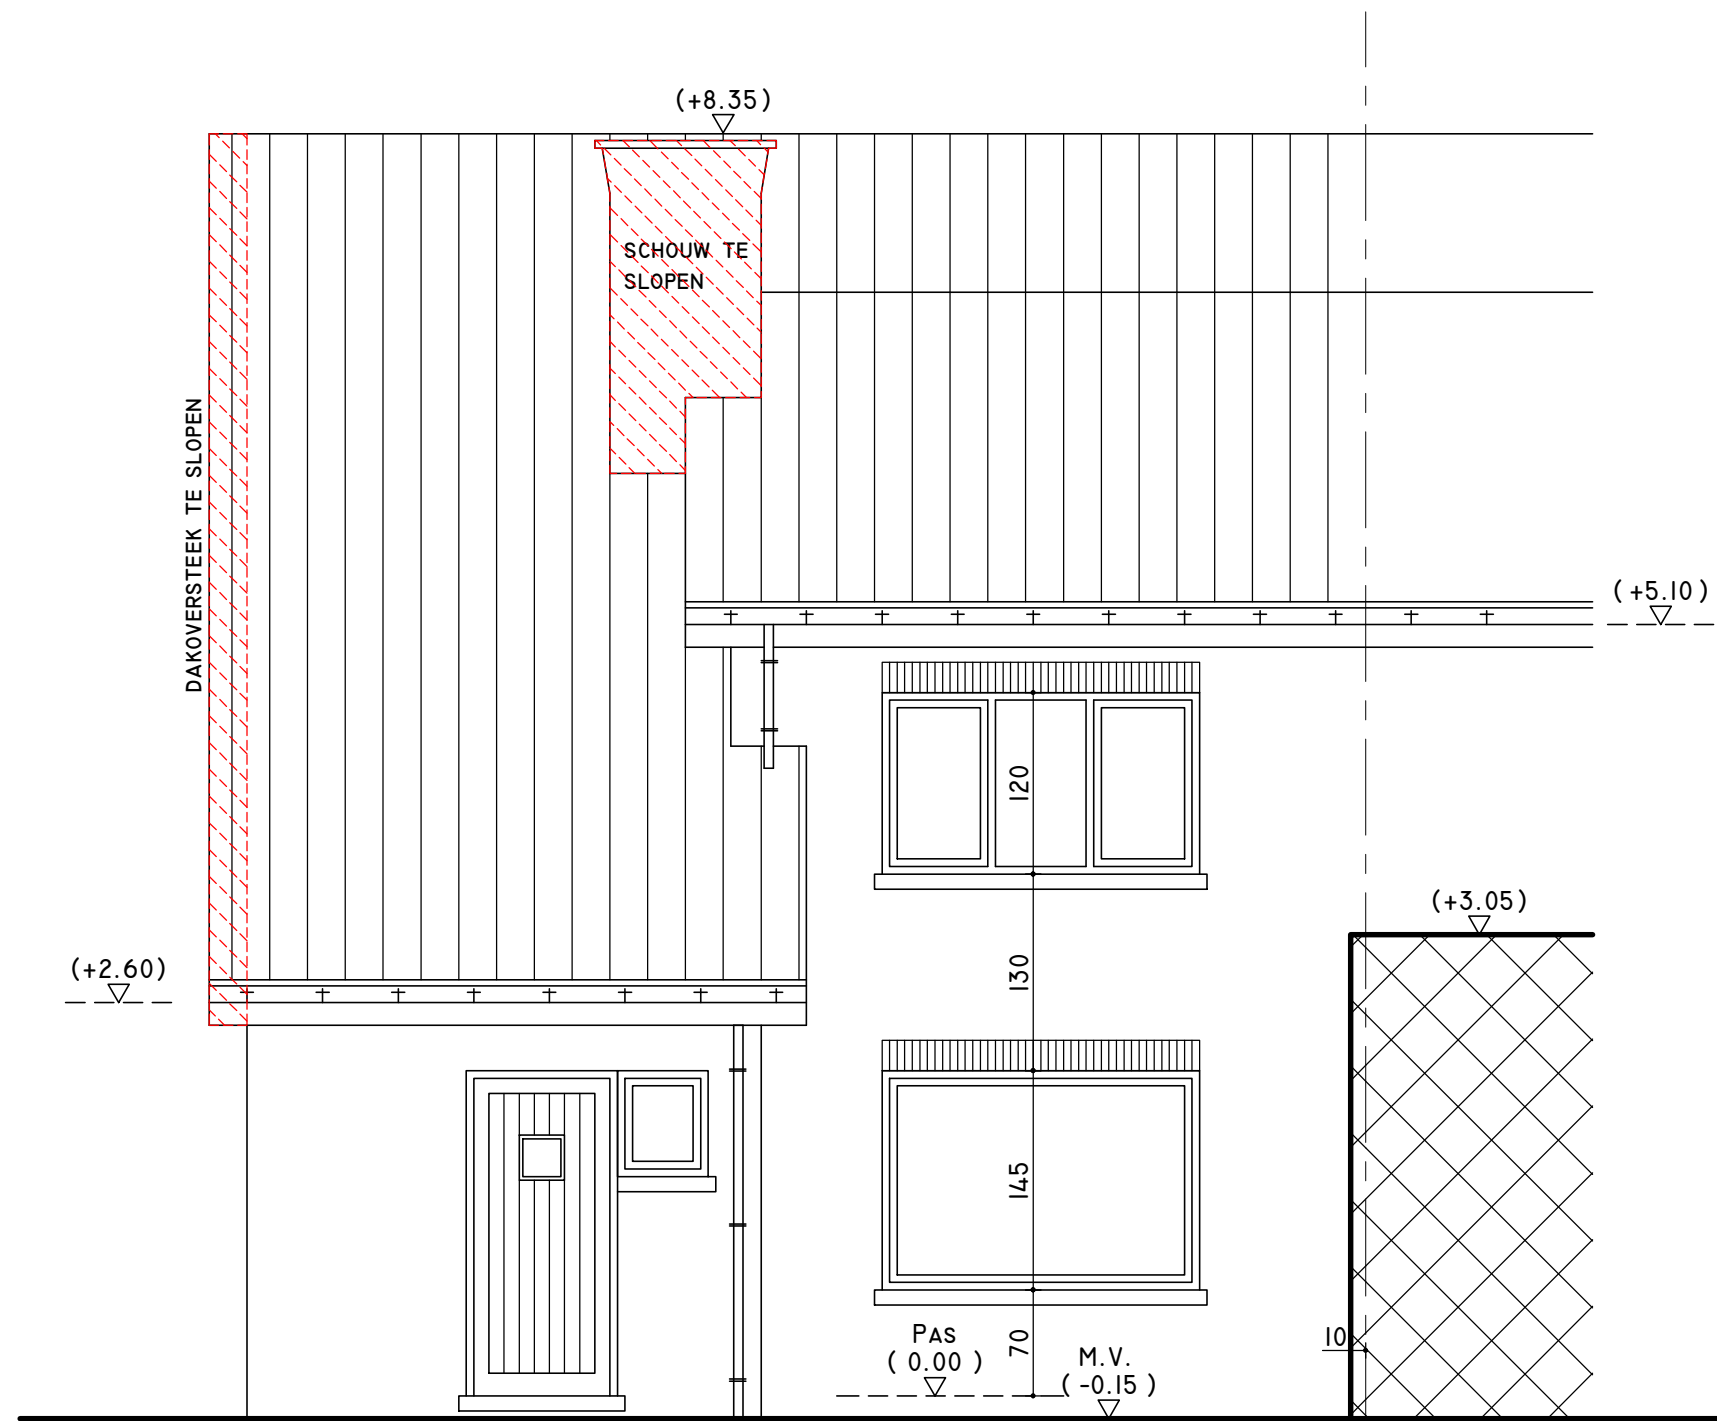 (+8.35)
SCHOUW TE
SLOPEN
DAKOVERSTEEK TE SLOPEN
(+5.10)
120
(+3.05)
(+2.60)
130
145
PAS
( 0.00 )
70
M.V.
( -0.15 )
10